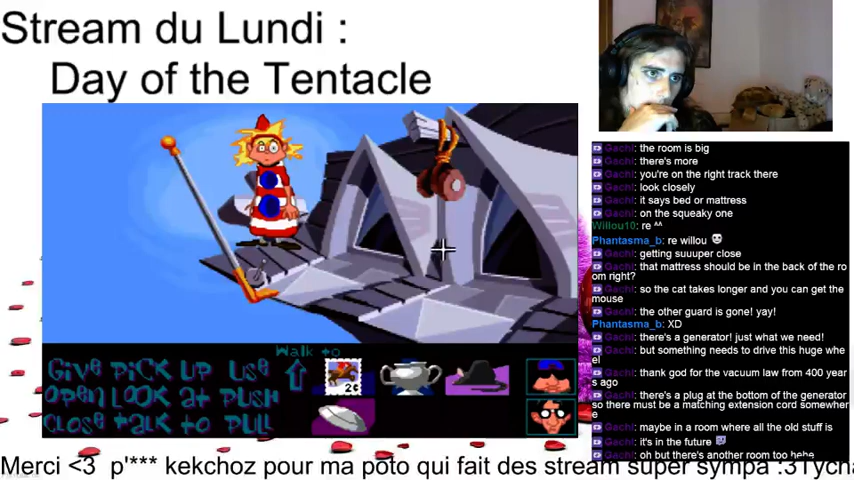 Stream du Lundi :
Day of the Tentacle
Gachi: the room is big
Gachi: there's more
Gachi: you're on the right track there
Gachi: look closely
Gachi: it says bed or mattress
Gachi: on the squeaky one
Willou10: re ^^
Phantasma_b: re willou
Gachi: getting suuuper close
Gachi: that mattress should be in the back of the ro
om right?
Gachi: so the cat takes longer and you can get the
mouse
Gachi: the other guard is gone! yay!
Phantasma_b: XD
Gachi: there's a generator! just what we need!
Gachi: but something needs to drive this huge whe
el
Gachi: thank god for the vacuum law from 400 year
s ago
Gachi: there's a plug at the bottom of the generator
so there must be a matching extension cord somewher
e
Gachi: maybe in a room where all the old stuff is
Gachi: it's in the future
Gachi: oh but there's another room too hehe
Walk to
Give Pick up Use
Open Look at Push
Close Talk to Pull
2¢
Merci <3 p'*** kekchoz pour ma poto qui fait des stream super sympa :3Tycha